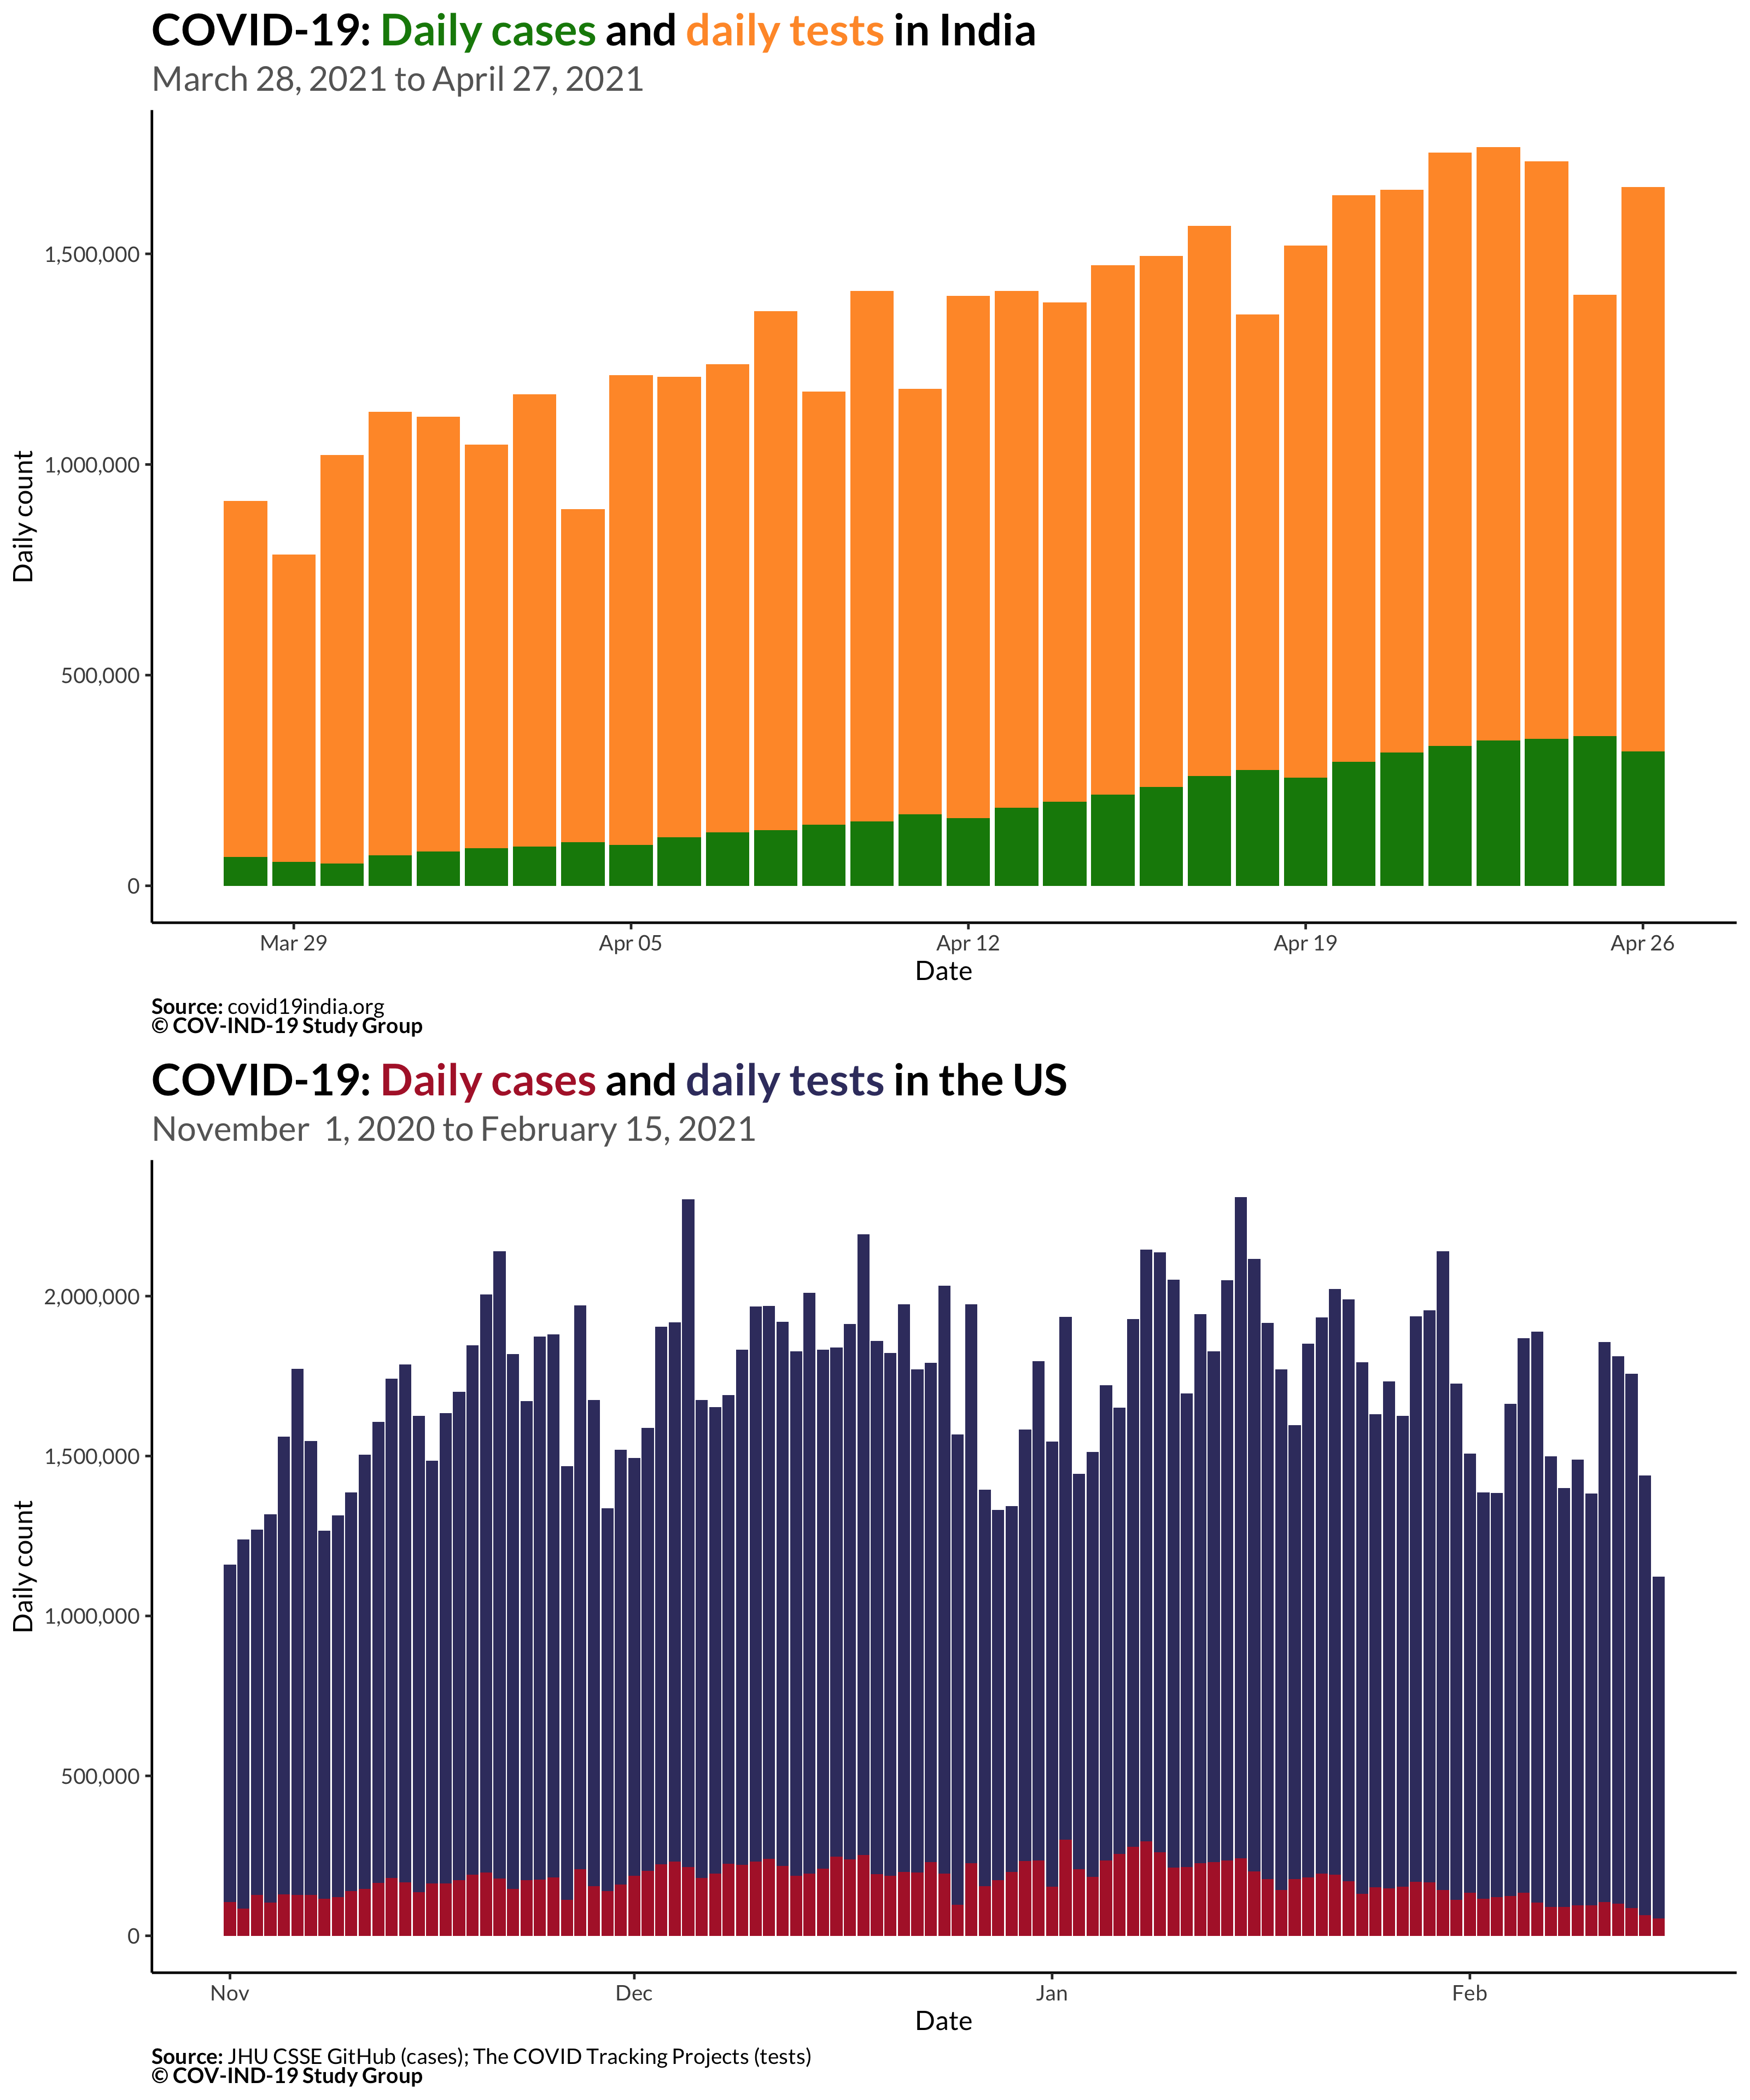 COVID-19: Daily cases and daily tests in India
March 28, 2021 to April 27, 2021
Daily count
1,500,000
1,000,000
500,000
0
Mar 29 Apr 05 Apr 12 Apr 19 Apr 26
Date
Source: covid19india.org
© COV-IND-19 Study Group
COVID-19: Daily cases and daily tests in the US
November 1, 2020 to February 15, 2021
Daily count
2,000,000
1,500,000
1,000,000
500,000
0
Nov Dec Jan Feb
Date
Source: JHU CSSE GitHub (cases); The COVID Tracking Projects (tests)
© COV-IND-19 Study Group